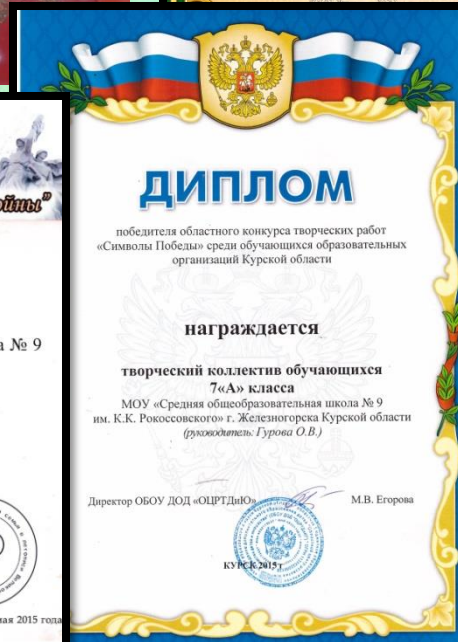 войны"
№ 9
мая 2015 года
ДИПЛОМ
победителя областного конкурса творческих работ
«Символы Победы» среди обучающихся образовательных
организаций Курской области
награждается
творческий коллектив обучающихся
7«А» класса
МОУ «Средняя общеобразовательная школа № 9
им. К.К. Рокоссовского» г. Железногорска Курской области
(руководитель: Гурова О.В.)
Директор ОБОУ ДОД «ОЦРТДиЮ» М.В. Егорова
КУРСК 2015 г